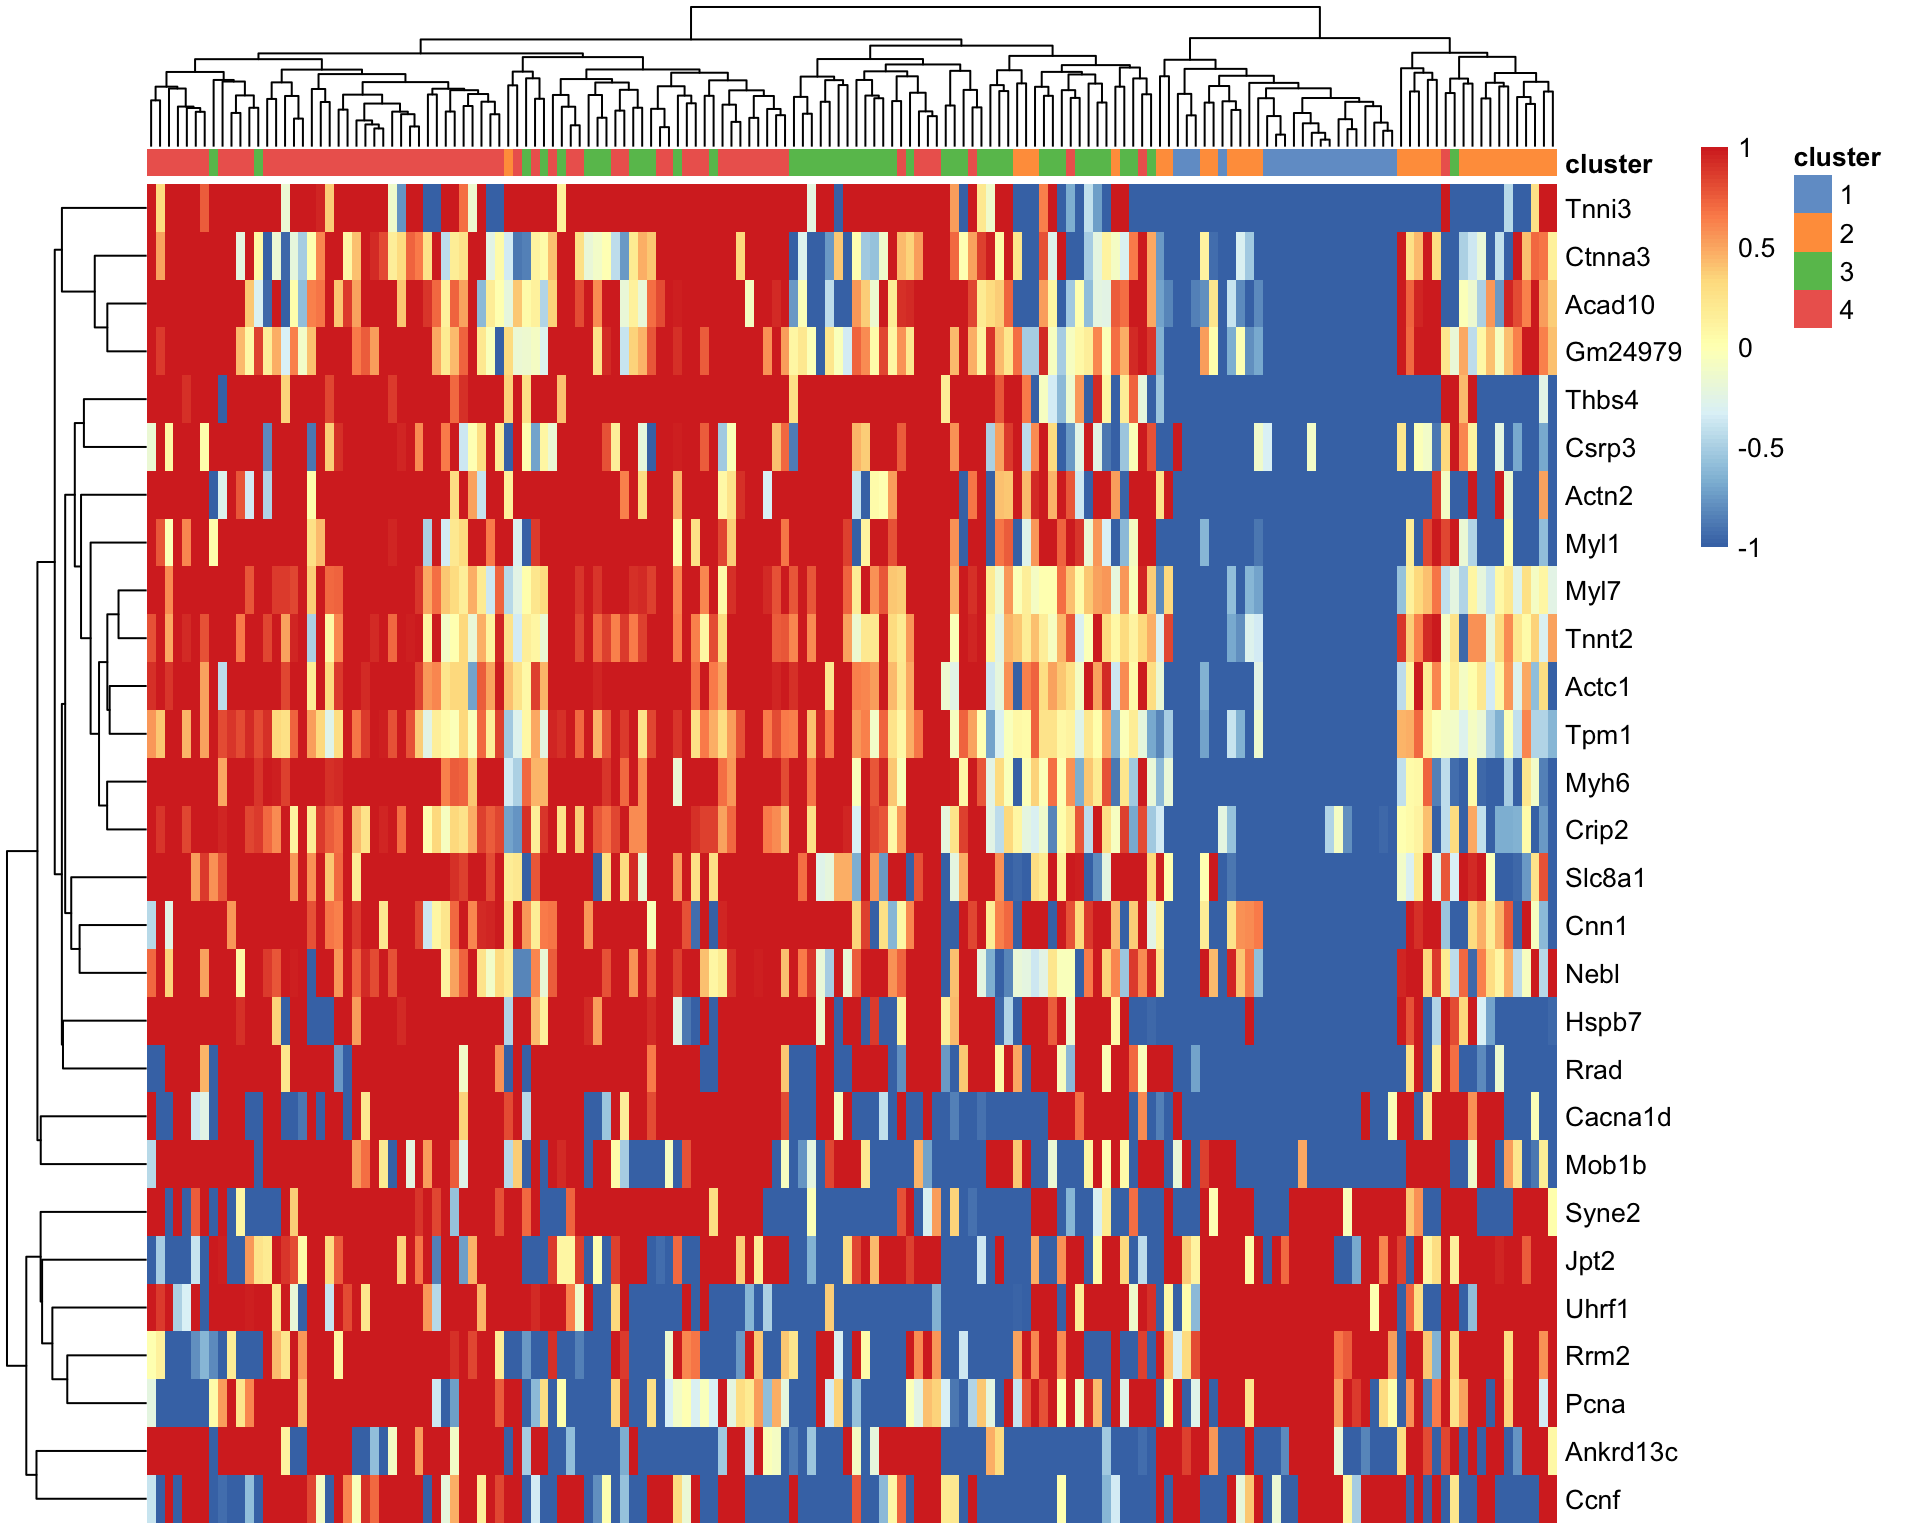 cluster
Tnni3
Ctnna3
Acad10
Gm24979
Thbs4
Csrp3
Actn2
Myl1
Myl7
Tnnt2
Actc1
Tpm1
Myh6
Crip2
Slc8a1
Cnn1
Nebl
Hspb7
Rrad
Cacna1d
Mob1b
Syne2
Jpt2
Uhrf1
Rrm2
Pcna
Ankrd13c
Ccnf
1
0.5
0
-0.5
-1
cluster
1
2
3
4